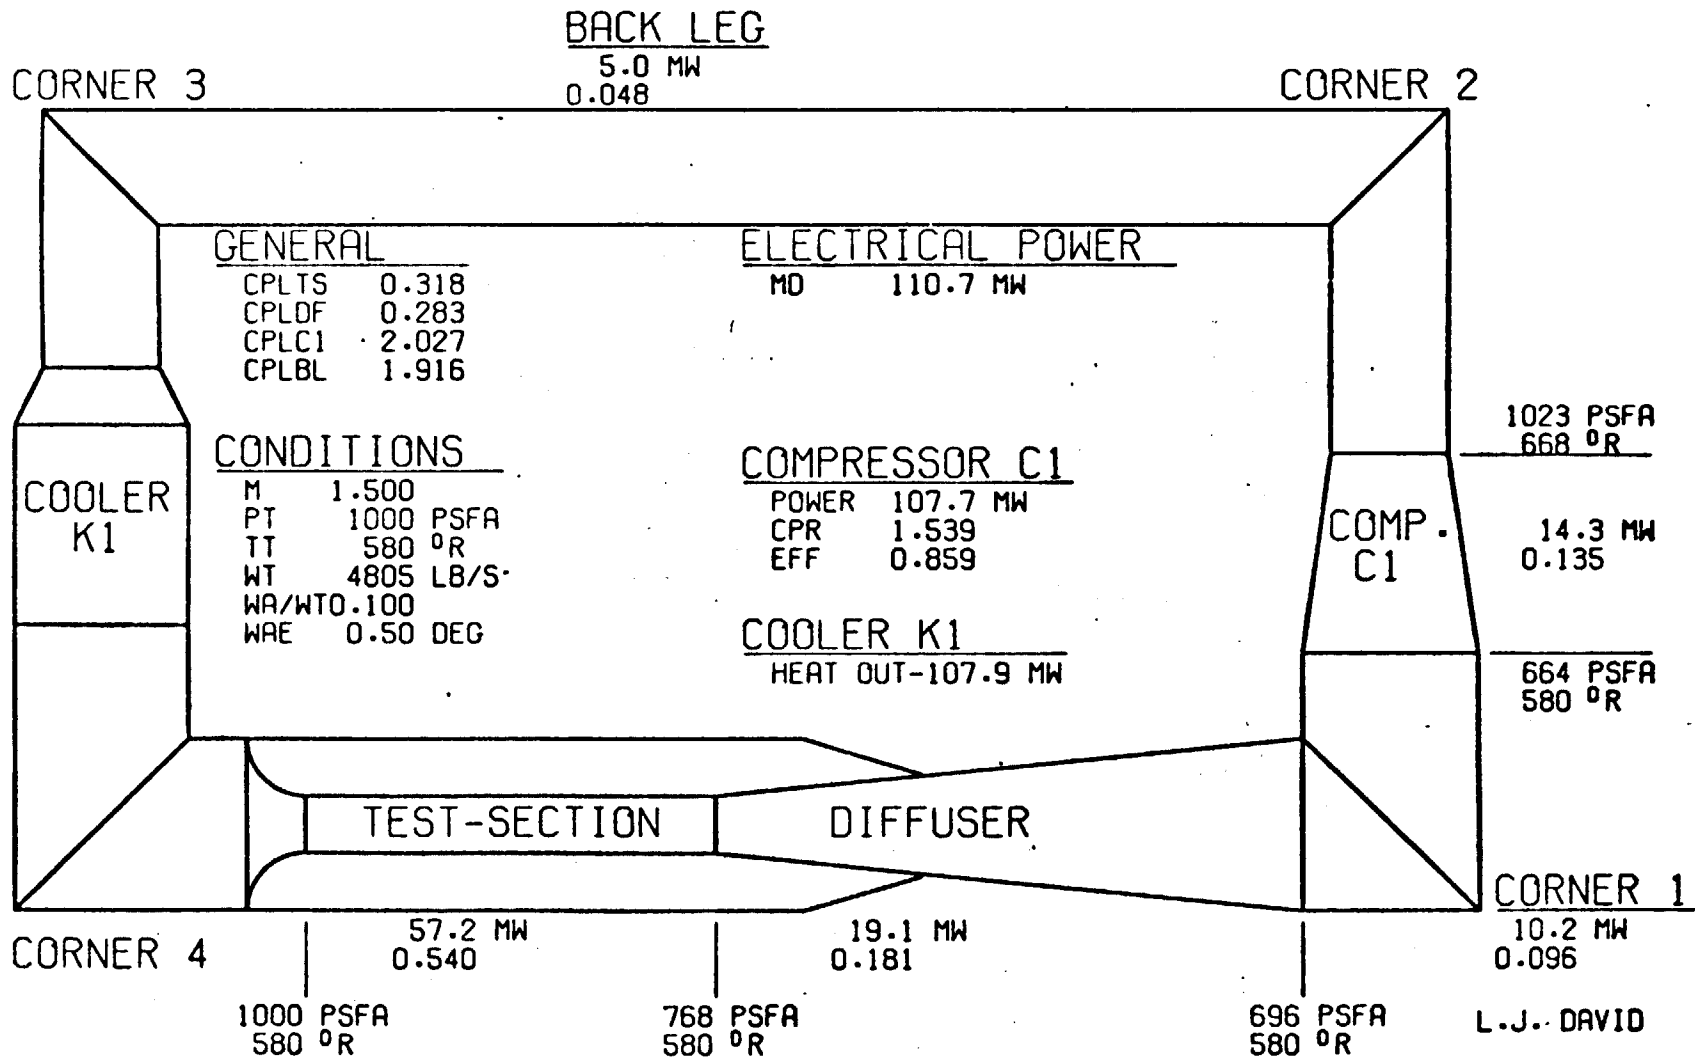 BACK LEG
5.0 MW
0.048
CORNER 3
CORNER 2
GENERAL
CPLTS 0.318
CPLDF 0.283
CPLC1 2.027
CPLBL 1.916
ELECTRICAL POWER
MD 110.7 MW
CONDITIONS
M 1.500
PT 1000 PSFA
TT 580 ⁰R
WT 4805 LB/S
WA/WT0.100
WAE 0.50 DEG
COMPRESSOR C1
POWER 107.7 MW
CPR 1.539
EFF 0.859
COOLER K1
HEAT OUT-107.9 MW
COOLER
K1
COMP.
C1
1023 PSFA
668 ⁰R
14.3 MW
0.135
664 PSFA
580 ⁰R
TEST-SECTION
DIFFUSER
CORNER 1
10.2 MW
0.096
CORNER 4
57.2 MW
0.540
19.1 MW
0.181
1000 PSFA
580 ⁰R
768 PSFA
580 ⁰R
696 PSFA
580 ⁰R
L.J. DAVID